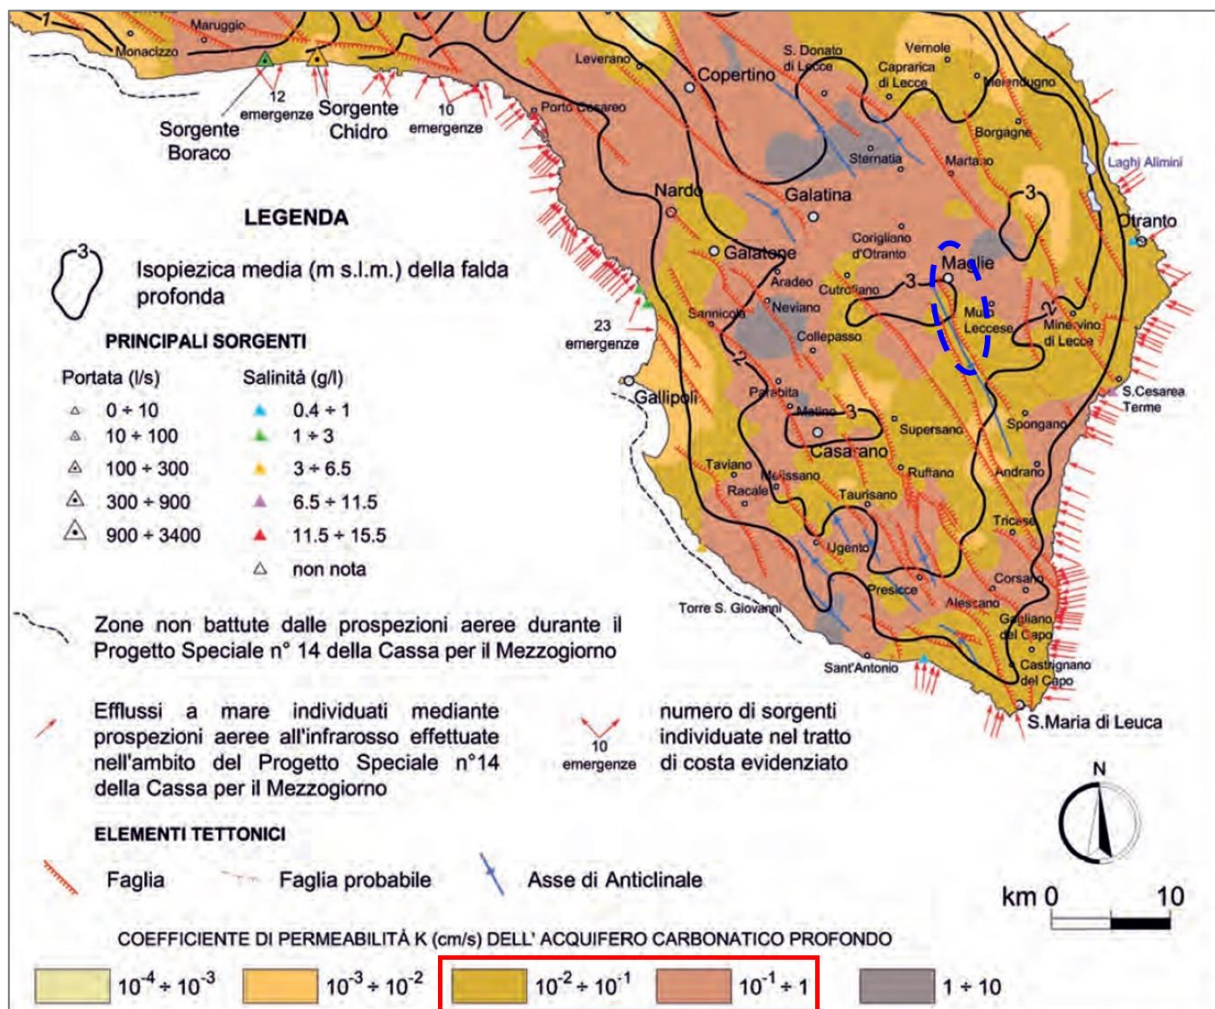 1
Maruggio
Monacizzo
12
emergenze
Sorgente
Boraco
Sorgente
Chidro
10
emergenze
Leverano
Copertino
Porto Cesareo
S. Donato
di Lecce
Caprarica
di Lecce
Vernole
Melendugno
Borgagne
Sternatia
Martano
Laghi Alimini
Nardo
Galatina
3
Otranto
Galatone
Corigliano
d'Otranto
Maglie
Aradeo
Cutrofiano
3
Sannicola
Neviano
Muro
Leccese
2
Minervino
di Lecce
Collepasso
23
emergenze
2
Gallipoli
Parabita
Matino
3
S.Cesarea
Terme
Supersano
Spongano
Casarano
Taviano
Melissano
Racale
Ruffano
Andrano
Taurisano
Tricase
Ugento
Presicce
Corsano
Alessano
Torre S. Giovanni
Gagliano
del Capo
Sant'Antonio
Castrignano
del Capo
S.Maria di Leuca
LEGENDA
3
Isopiezica media (m s.l.m.) della falda
profonda
PRINCIPALI SORGENTI
Portata (l/s) Salinità (g/l)
0 ÷ 10 0.4 ÷ 1
10 ÷ 100 1 ÷ 3
100 ÷ 300 3 ÷ 6.5
300 ÷ 900 6.5 ÷ 11.5
900 ÷ 3400 11.5 ÷ 15.5
non nota
Zone non battute dalle prospezioni aeree durante il
Progetto Speciale n° 14 della Cassa per il Mezzogiorno
Efflussi a mare individuati mediante
prospezioni aeree all'infrarosso effettuate
nell'ambito del Progetto Speciale n°14
della Cassa per il Mezzogiorno
10
emergenze
numero di sorgenti
individuate nel tratto
di costa evidenziato
N
ELEMENTI TETTONICI
Faglia Faglia probabile Asse di Anticlinale
km 0 10
COEFFICIENTE DI PERMEABILITÀ K (cm/s) DELL' ACQUIFERO CARBONATICO PROFONDO
10⁻⁴ ÷ 10⁻³ 10⁻³ ÷ 10⁻² 10⁻² ÷ 10⁻¹ 10⁻¹ ÷ 1 1 ÷ 10